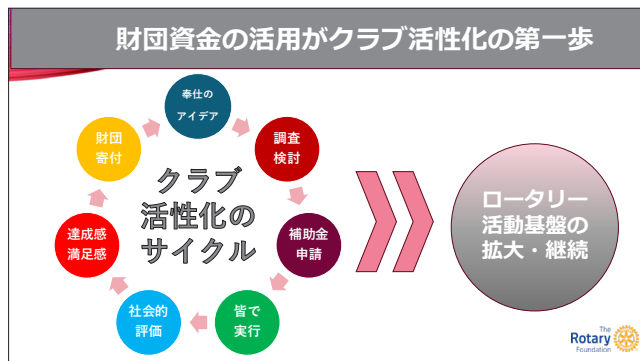 財団資金の活用がクラブ活性化の第一歩
奉仕の
アイデア
調査
検討
補助金
申請
皆で
実行
社会的
評価
達成感
満足感
財団
寄付
クラブ
活性化の
サイクル
ロータリー
活動基盤の
拡大・継続
The
Rotary
Foundation